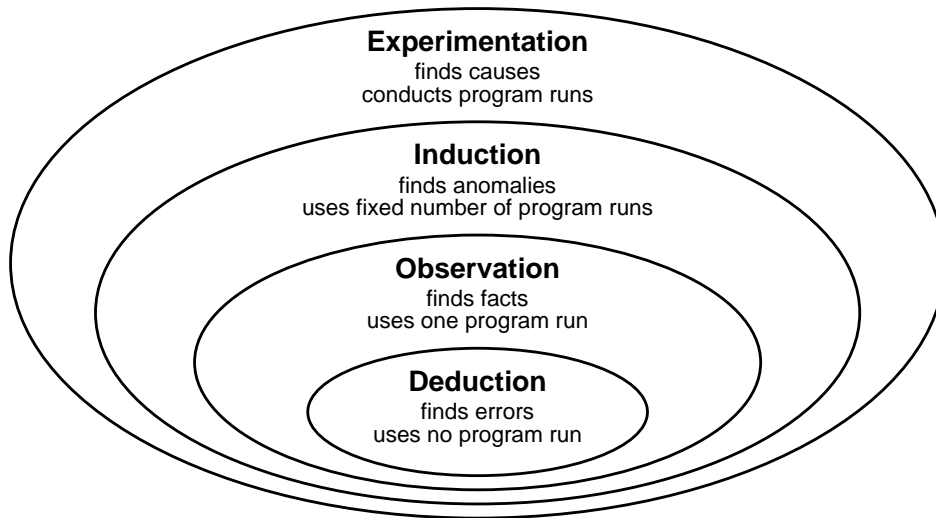 Experimentation
finds causes
conducts program runs
Induction
finds anomalies
uses fixed number of program runs
Observation
finds facts
uses one program run
Deduction
finds errors
uses no program run